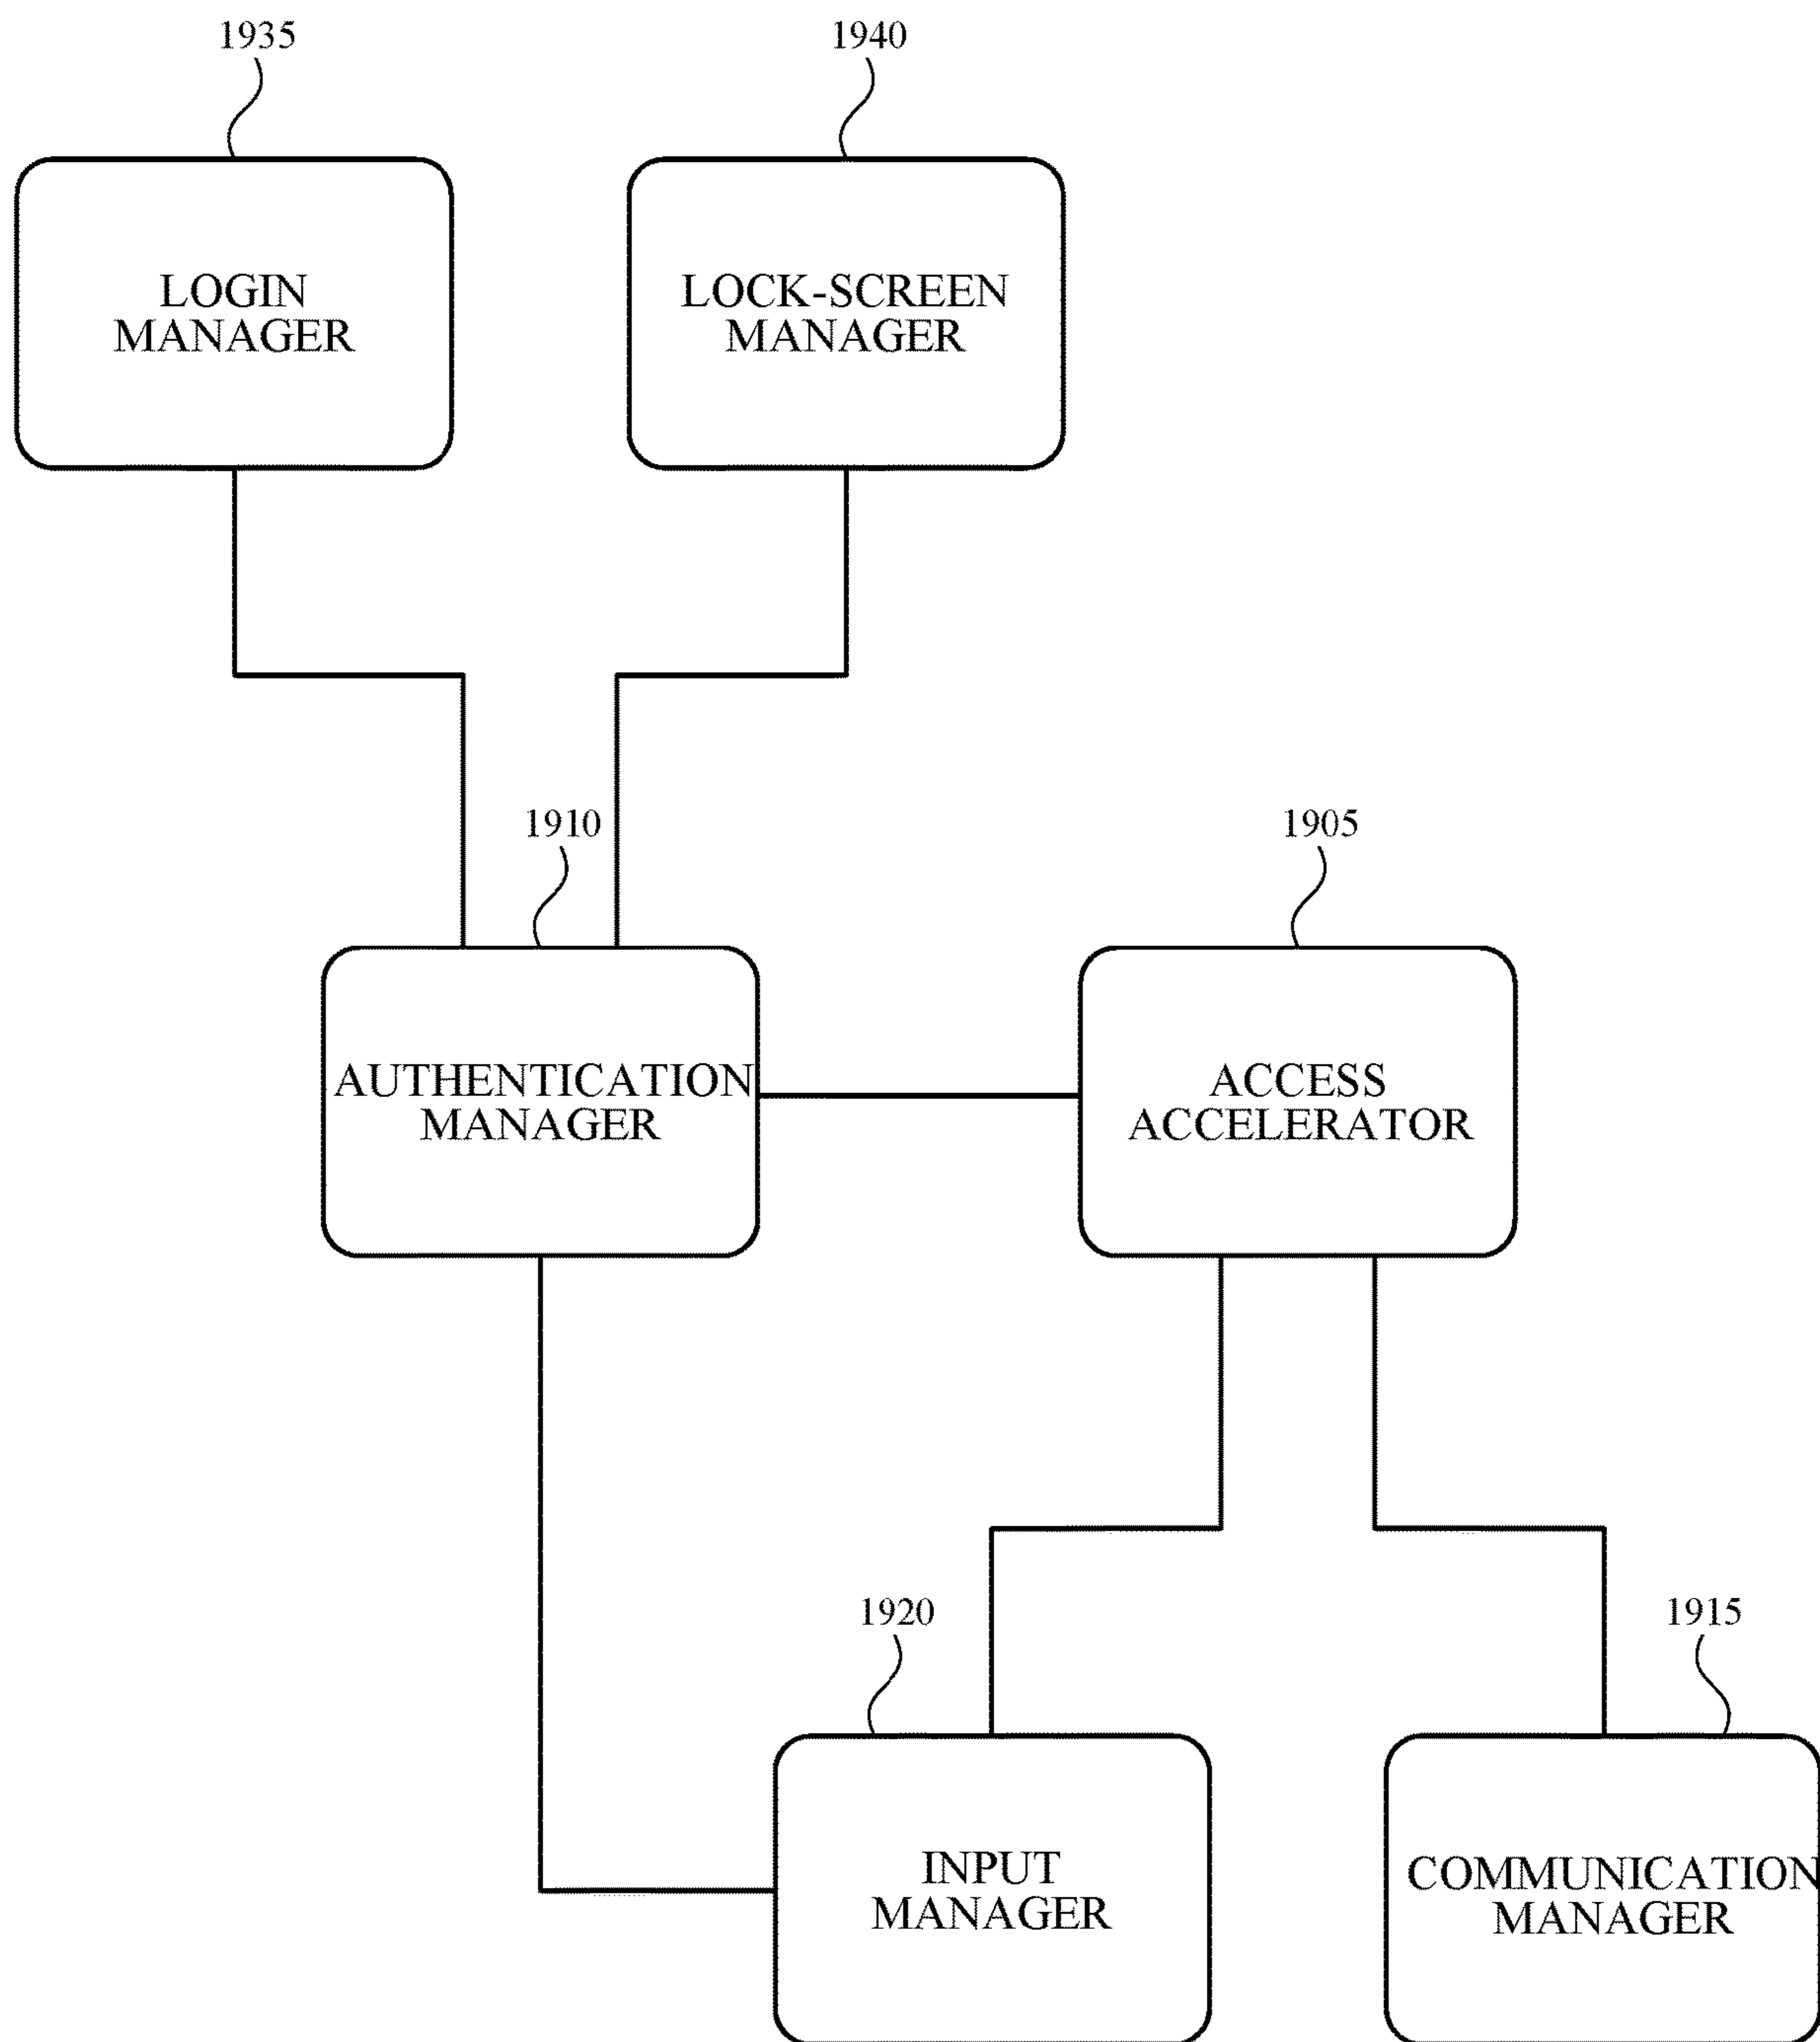 1935
1940
LOGIN
MANAGER
LOCK-SCREEN
MANAGER
1910
1905
AUTHENTICATION
MANAGER
ACCESS
ACCELERATOR
1920
1915
INPUT
MANAGER
COMMUNICATION
MANAGER